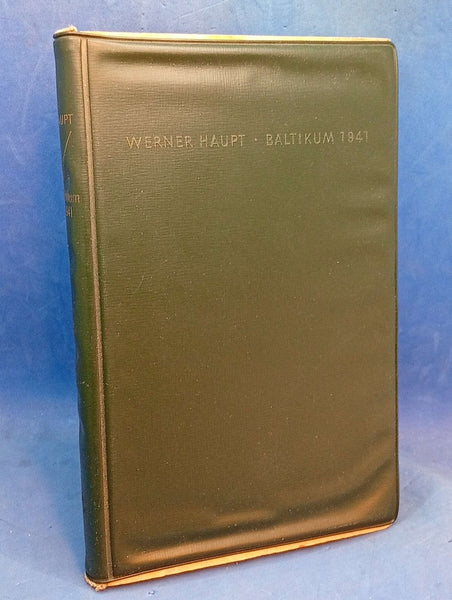 WERNER HAUPT · BALTIKUM 1941